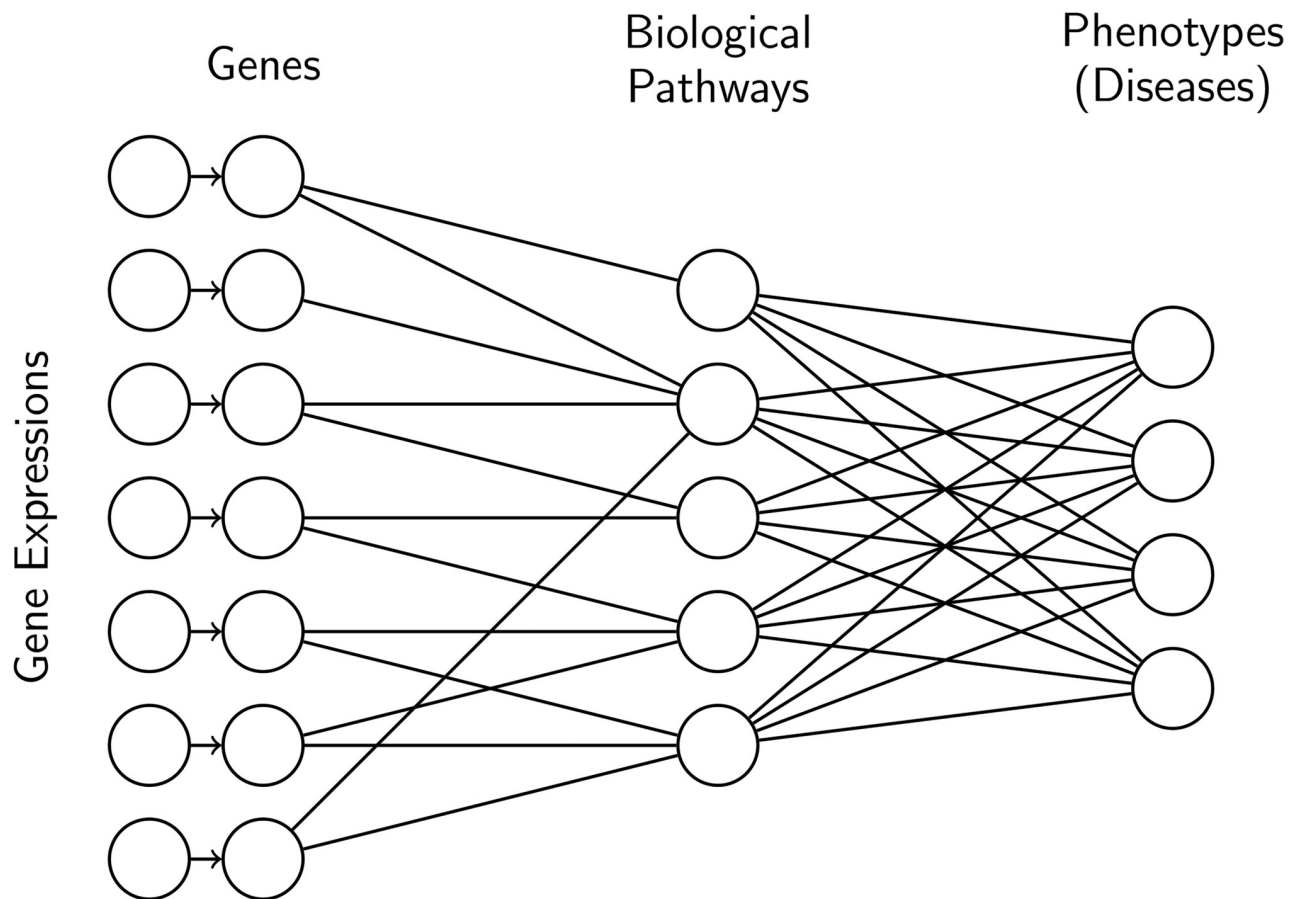 Genes
Biological
Pathways
Phenotypes
(Diseases)
Gene Expressions